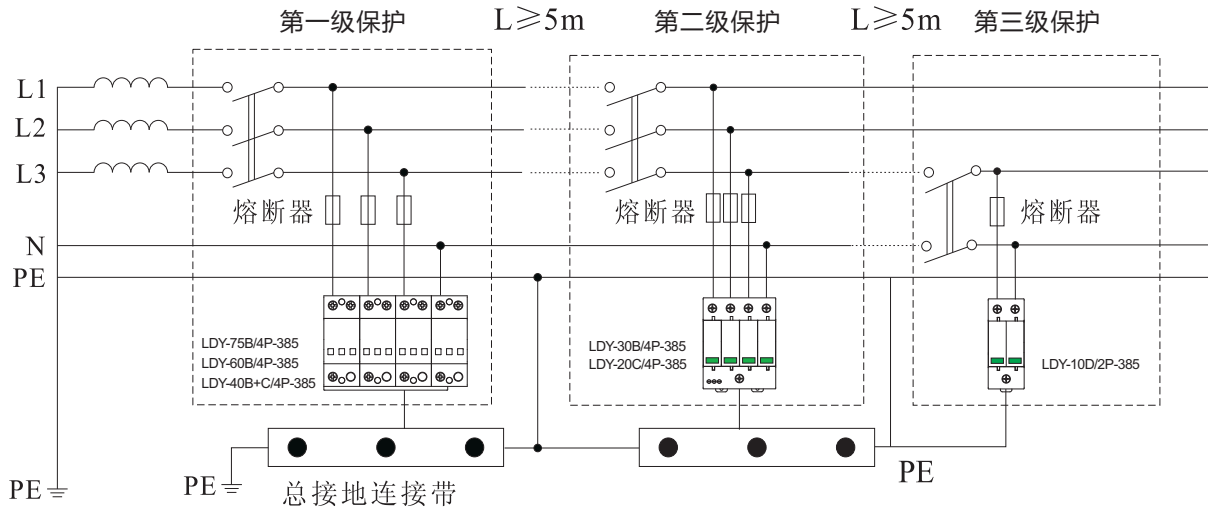 第一级保护
L≥5m
第二级保护
L≥5m
第三级保护
L1
L2
L3
熔断器
熔断器
熔断器
N
PE
LDY-75B/4P-385
LDY-60B/4P-385
LDY-40B+C/4P-385
LDY-30B/4P-385
LDY-20C/4P-385
LDY-10D/2P-385
PE
PE
总接地连接带
PE